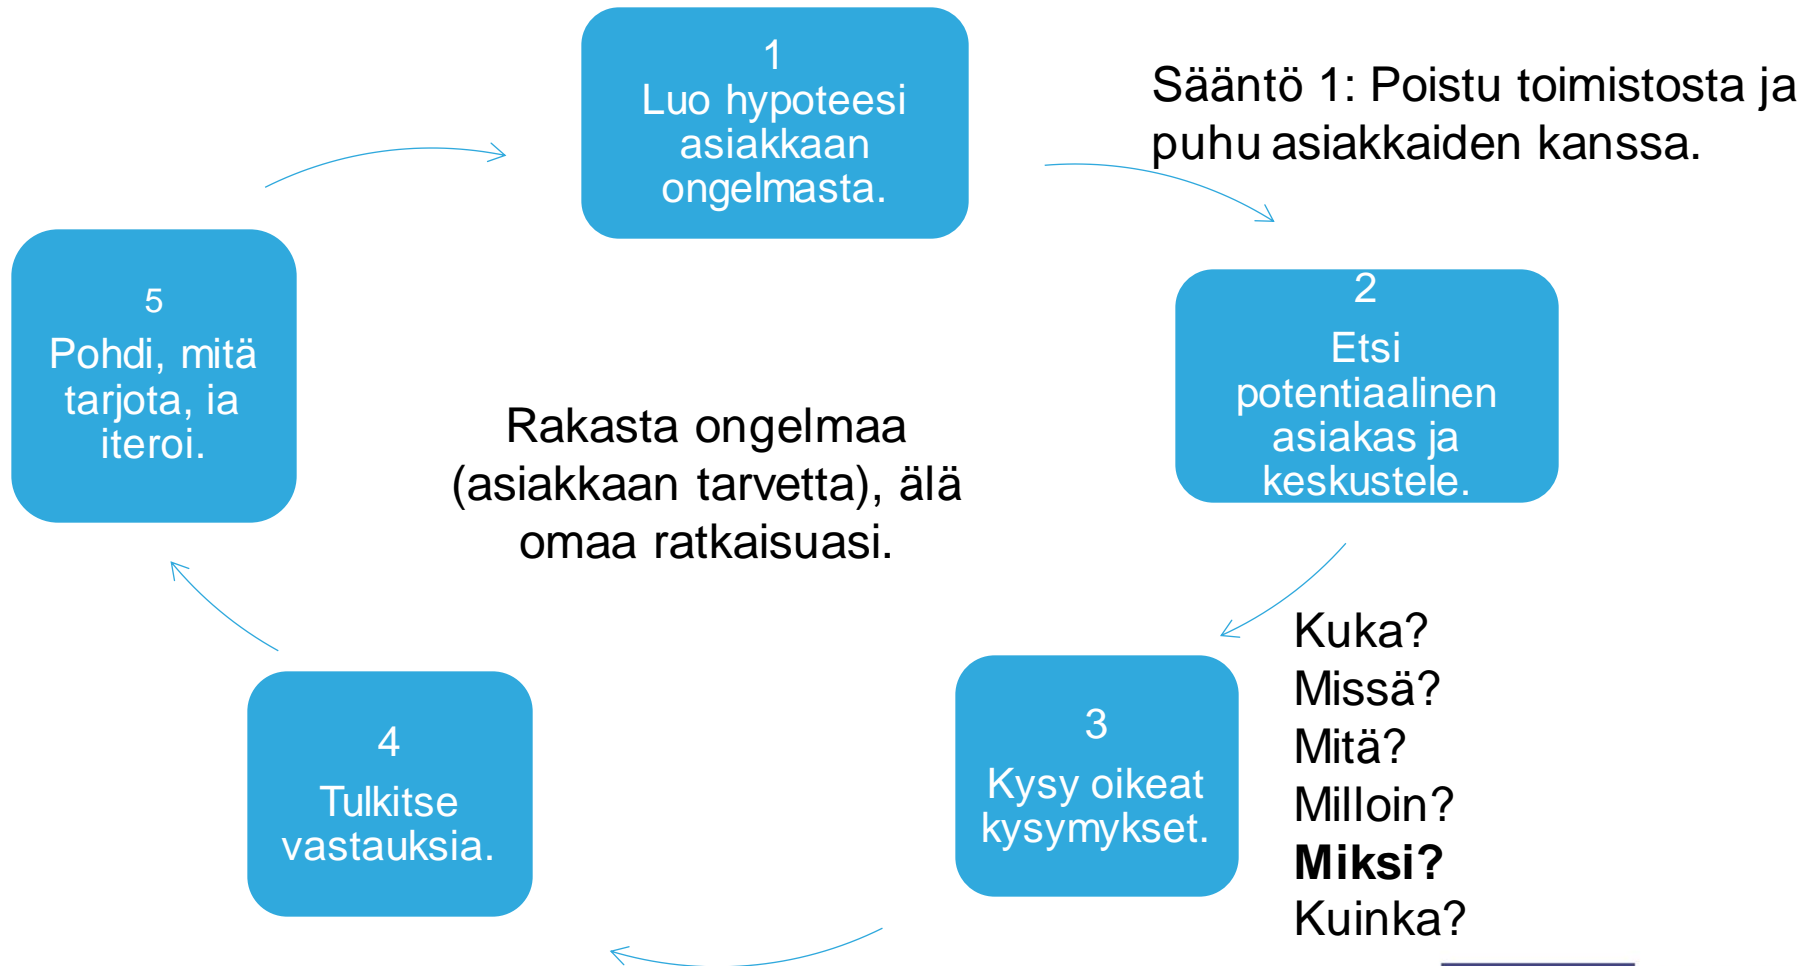 1
Luo hypoteesi
asiakkaan
ongelmasta.
Sääntö 1: Poistu toimistosta ja
puhu asiakkaiden kanssa.
2
Etsi
potentiaalinen
asiakas ja
keskustele.
Kuka?
Missä?
Mitä?
Milloin?
Miksi?
Kuinka?
3
Kysy oikeat
kysymykset.
4
Tulkitse
vastauksia.
5
Pohdi, mitä
tarjota, ia
iteroi.
Rakasta ongelmaa
(asiakkaan tarvetta), älä
omaa ratkaisuasi.